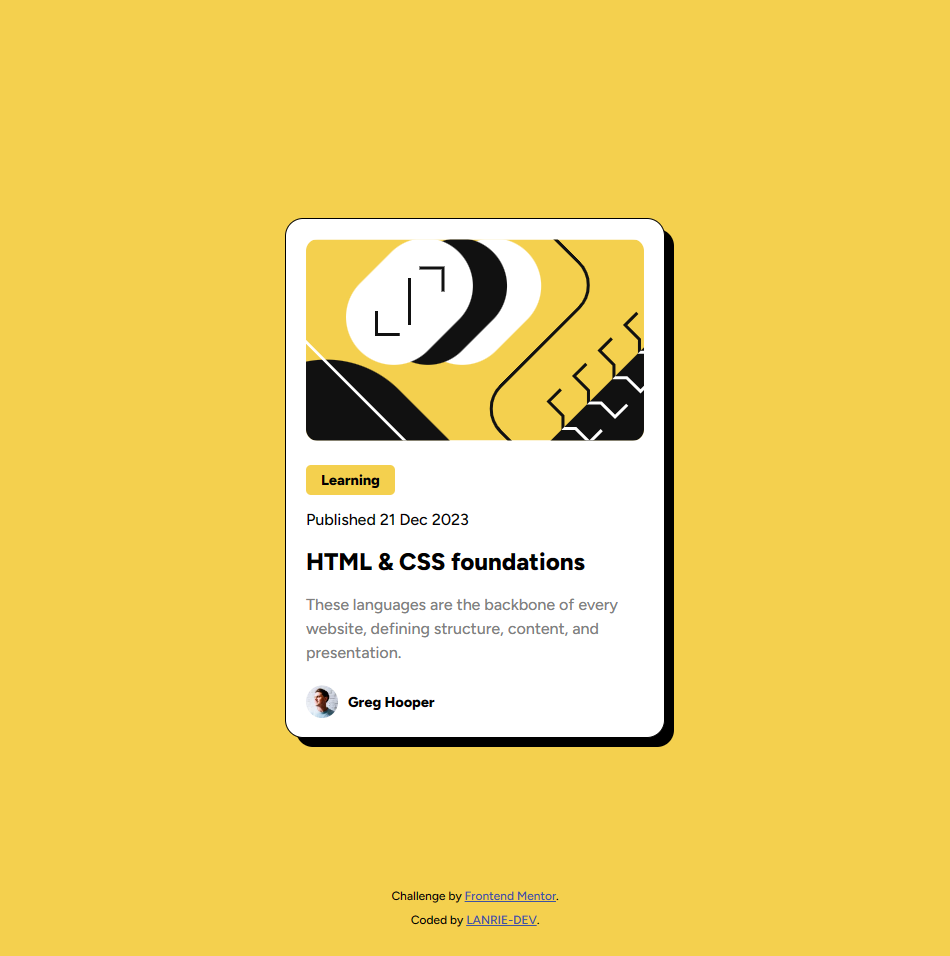 Learning
Published 21 Dec 2023
HTML & CSS foundations
These languages are the backbone of every
website, defining structure, content, and
presentation.
Greg Hooper
Challenge by Frontend Mentor.
Coded by LANRIE-DEV.